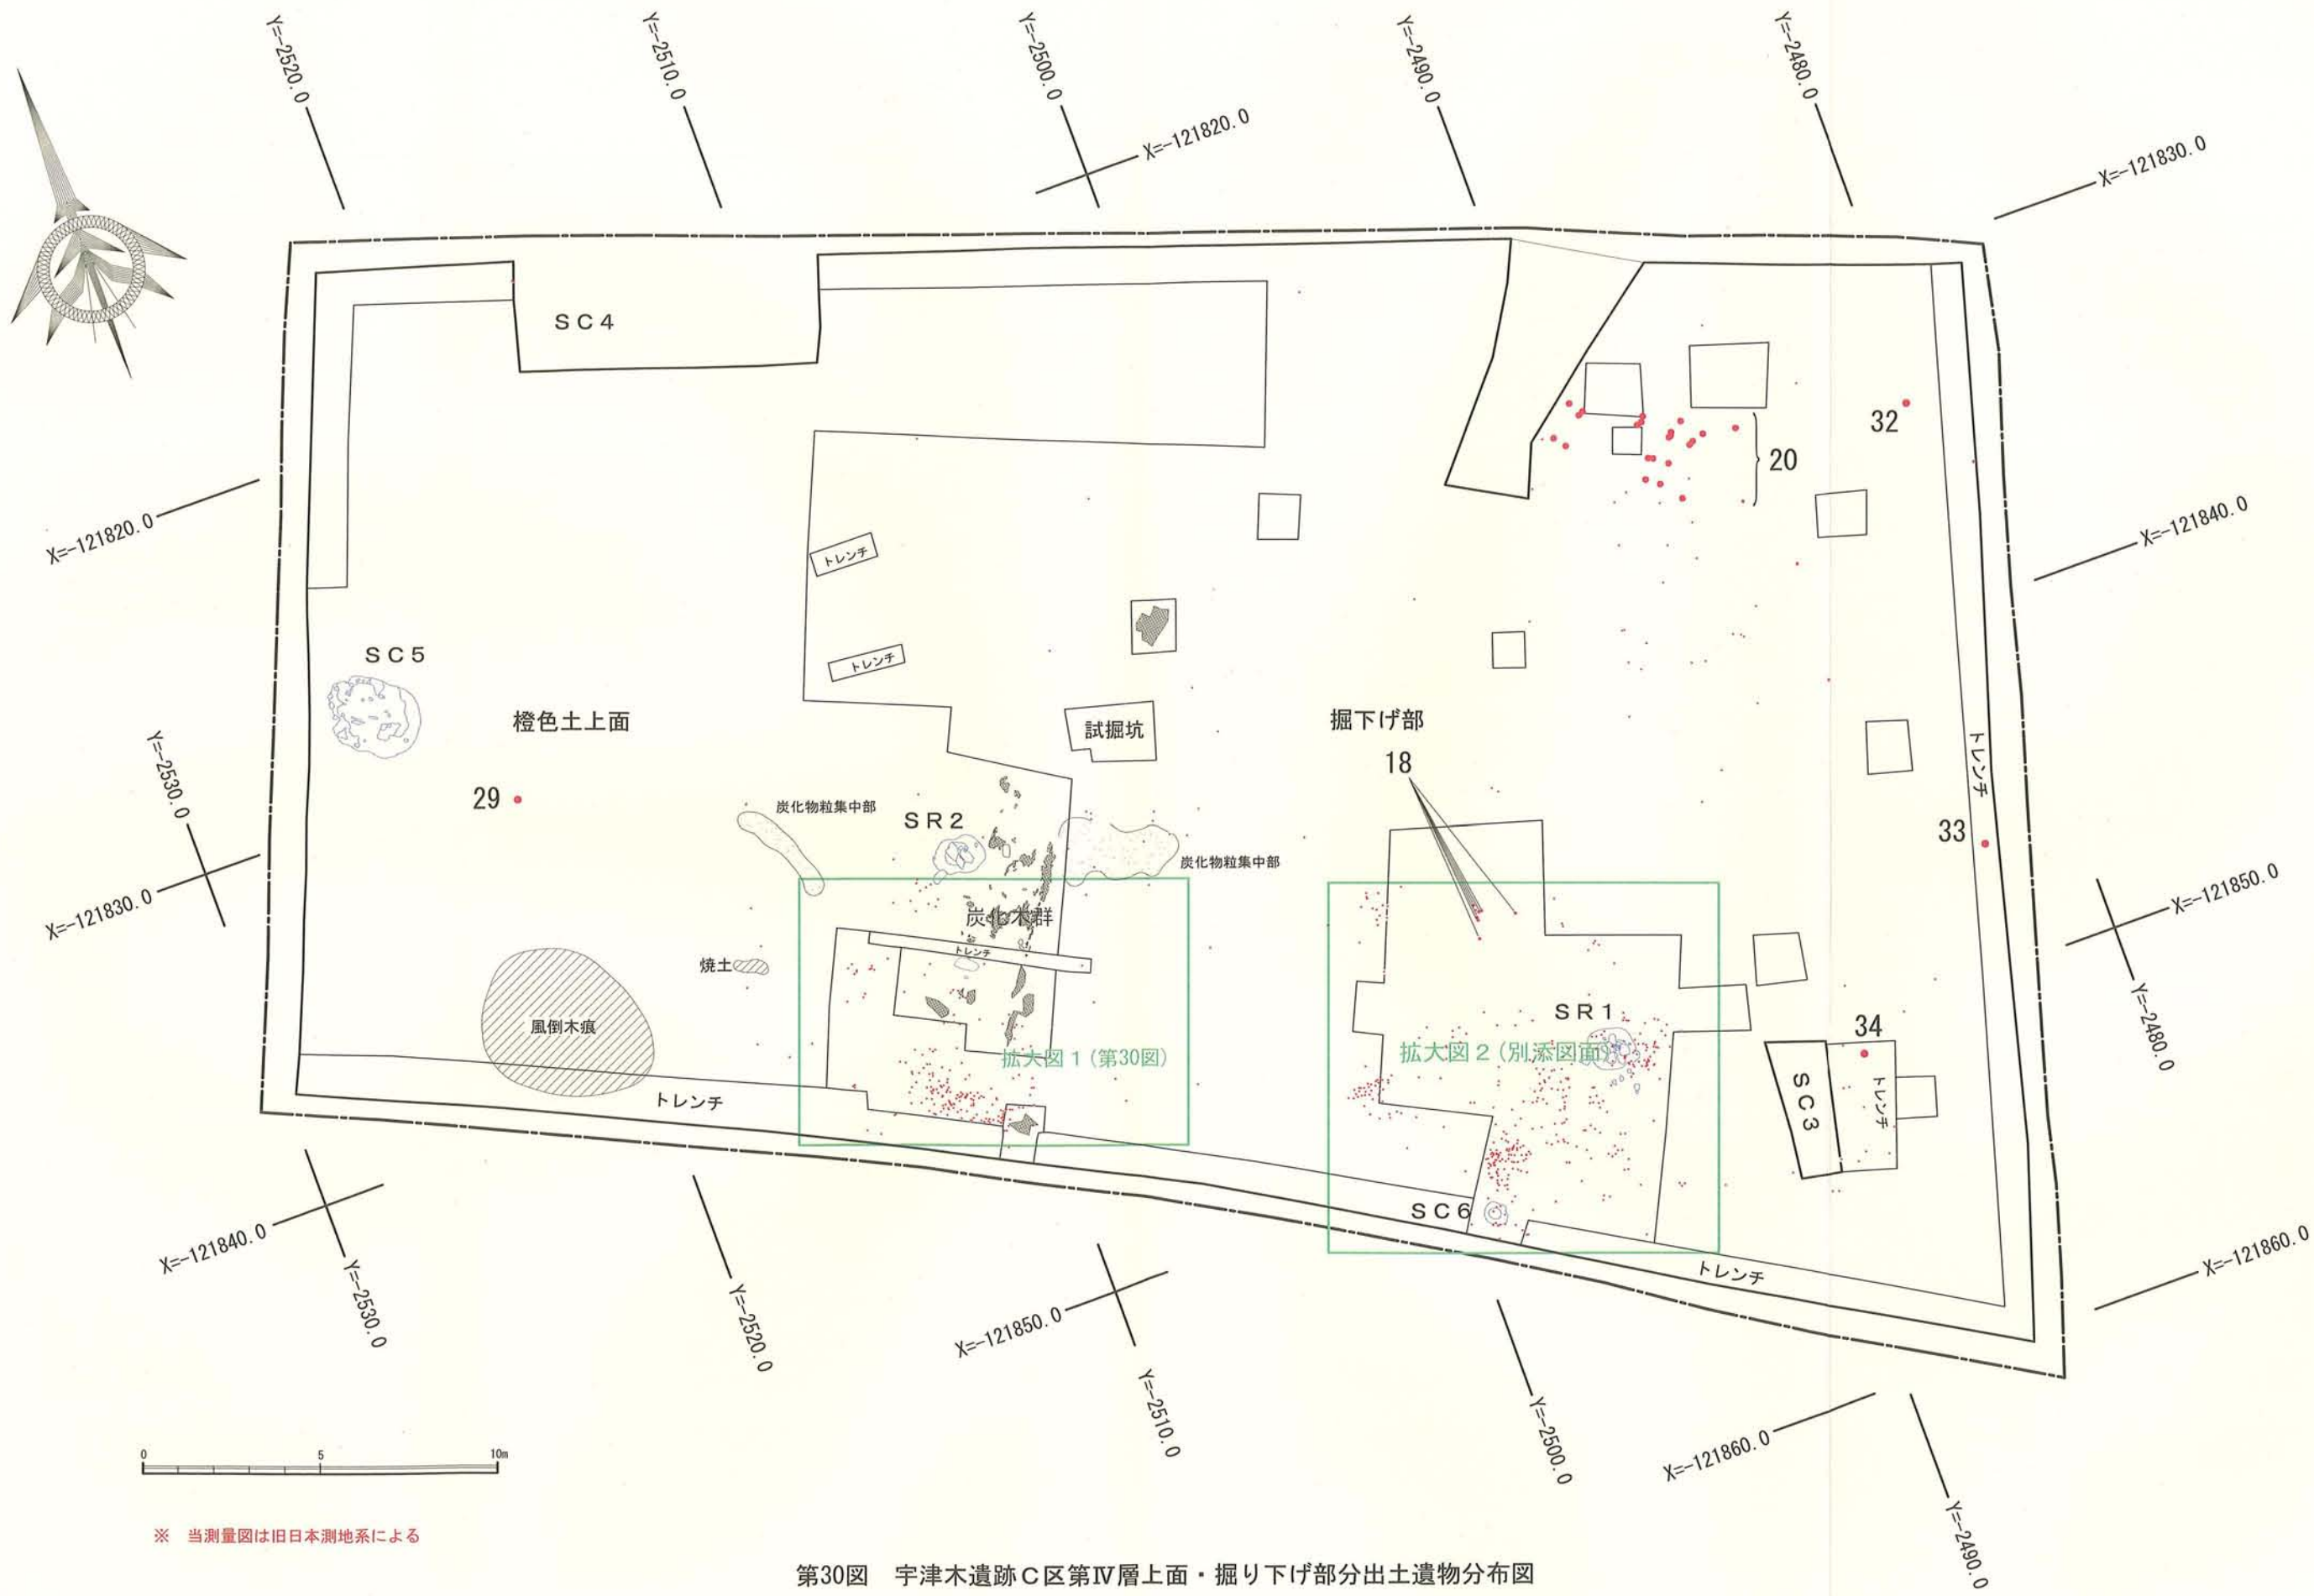 Y=-2520.0
Y=-2510.0
Y=-2500.0
Y=-2490.0
Y=-2480.0
X=-121820.0
X=-121830.0
SC4
32
20
X=-121820.0
X=-121840.0
トレンチ
トレンチ
SC5
橙色土上面
試掘坑
掘下げ部
18
トレンチ
Y=-2530.0
29
炭化物粒集中部
SR2
炭化物粒集中部
33
X=-121830.0
X=-121850.0
炭化木群
トレンチ
焼土
風倒木痕
SR1
34
Y=-2480.0
拡大図1(第30図)
拡大図2(別添図面)
トレンチ
SC3
トレンチ
SC6
トレンチ
X=-121840.0
X=-121860.0
Y=-2530.0
Y=-2520.0
X=-121850.0
Y=-2510.0
Y=-2500.0
X=-121860.0
Y=-2490.0
0 5 10m
※ 当測量図は旧日本測地系による
第30図 宇津木遺跡C区第Ⅳ層上面・掘り下げ部分出土遺物分布図